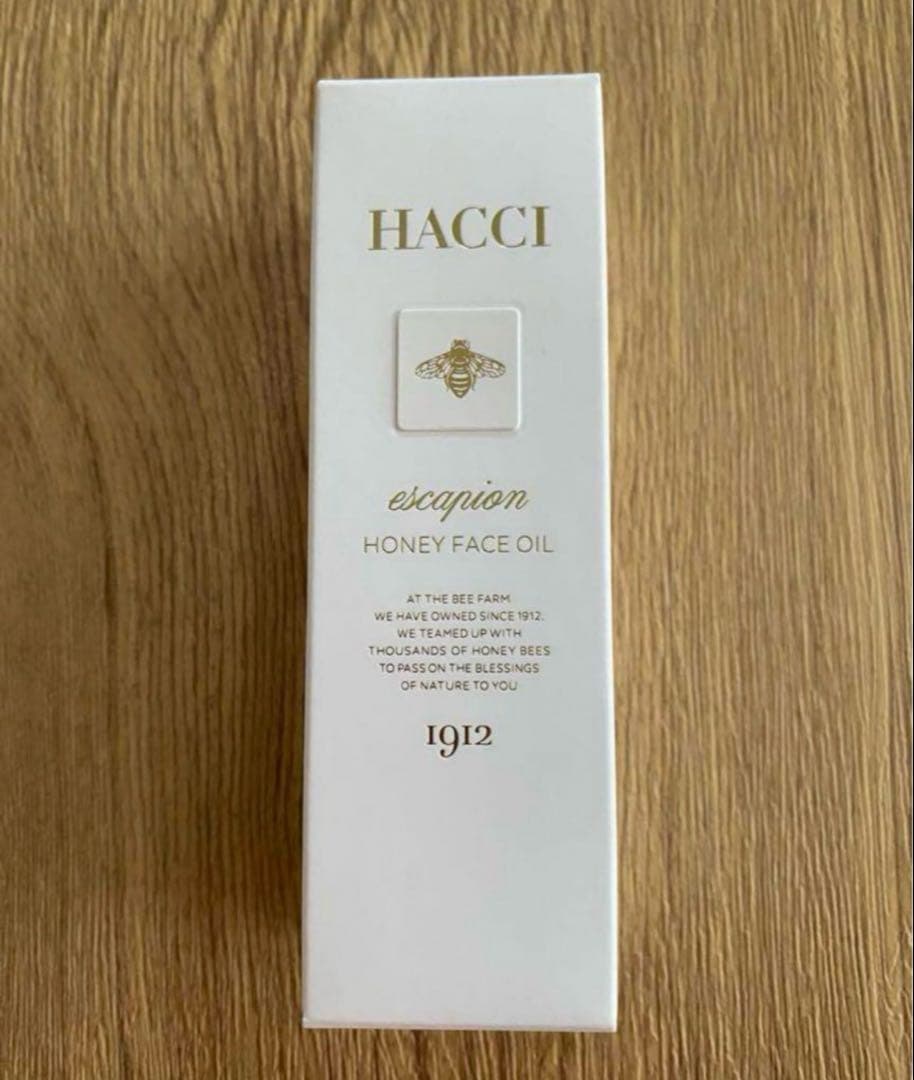 HACCI
escapion
HONEY FACE OIL
AT THE BEE FARM
WE HAVE OWNED SINCE 1912.
WE TEAMED UP WITH
THOUSANDS OF HONEY BEES
TO PASS ON THE BLESSINGS
OF NATURE TO YOU
1912